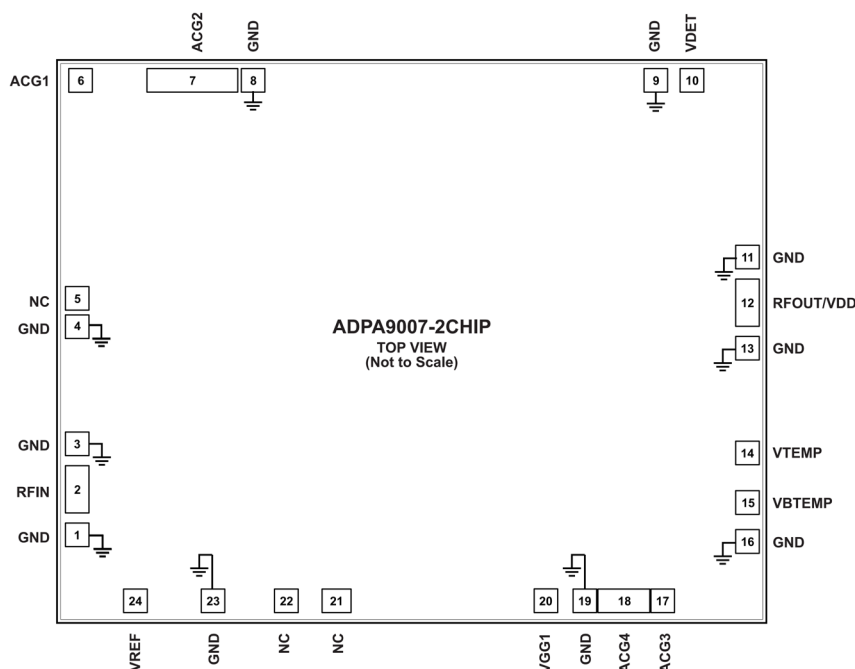 ACG2
GND
GND
VDET
ACG1
6
7
8
9
10
11
GND
5
NC
12
RFOUT/VDD
4
GND
ADPA9007-2CHIP
TOP VIEW
(Not to Scale)
13
GND
3
GND
14
VTEMP
2
RFIN
15
VBTEMP
1
GND
16
GND
24
23
22
21
20
19
18
17
VREF
GND
NC
NC
VGG1
GND
ACG4
ACG3